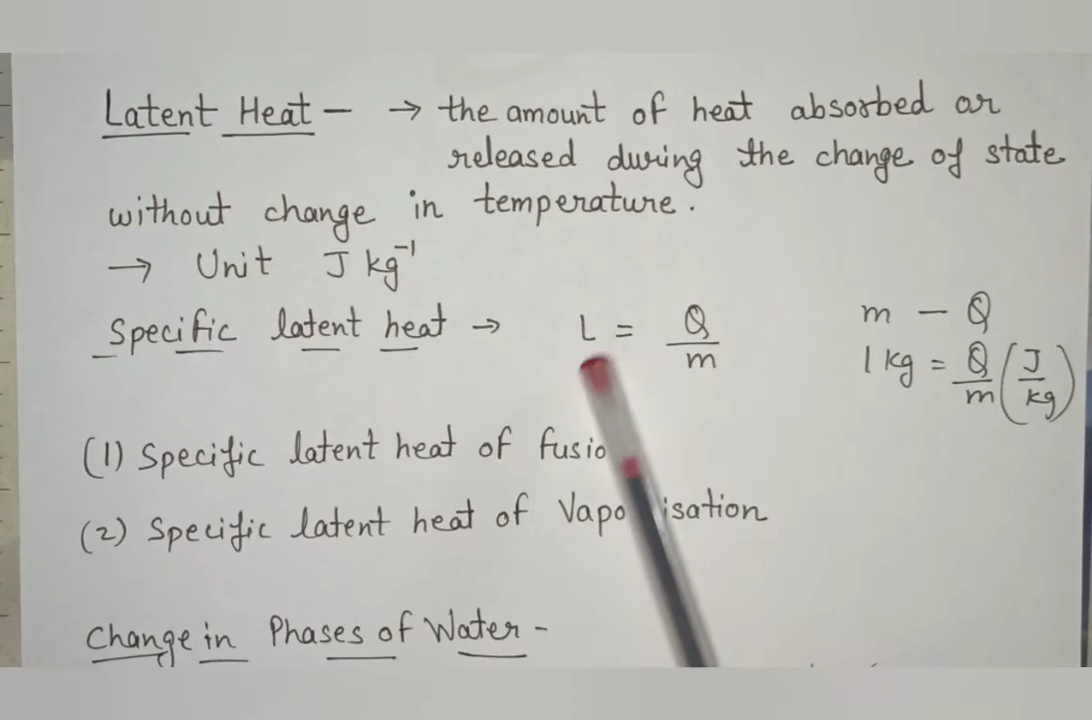 Latent Heat — → the amount of heat absorbed or
released during the change of state
without change in temperature.
→ Unit J kg⁻¹
Specific latent heat → L = Q/m
m — Q
1 kg = Q/m (J/kg)
(1) Specific latent heat of fusio
(2) Specific latent heat of Vapo isation
Change in Phases of Water -